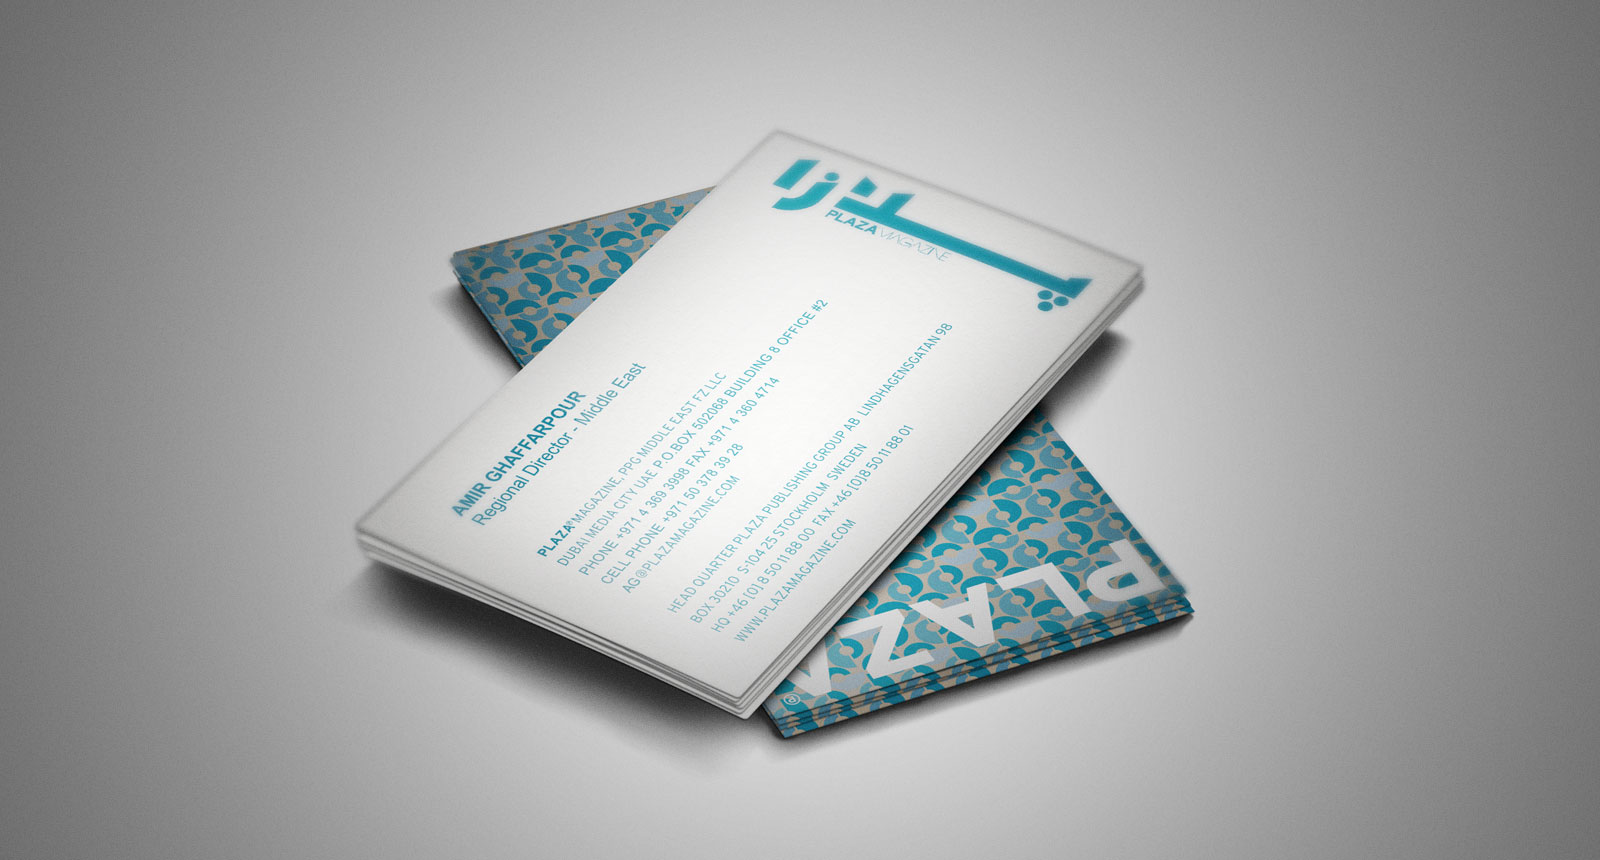 پلازا
PLAZA MAGAZINE
AMIR GHAFFARPOUR
Regional Director - Middle East
PLAZA® MAGAZINE, PPG MIDDLE EAST FZ LLC
DUBAI MEDIA CITY UAE P.O.BOX 502068 BUILDING 8 OFFICE #2
PHONE +971 4 369 3998 FAX +971 4 360 4714
CELL PHONE +971 50 378 39 28
AG@PLAZAMAGAZINE.COM
HEAD QUARTER PLAZA PUBLISHING GROUP AB LINDHAGENSGATAN 98
BOX 30210 S-104 25 STOCKHOLM SWEDEN
HQ +46 [0]8 50 11 88 00 FAX +46 [0]8 50 11 88 01
WWW.PLAZAMAGAZINE.COM
PLAZA®